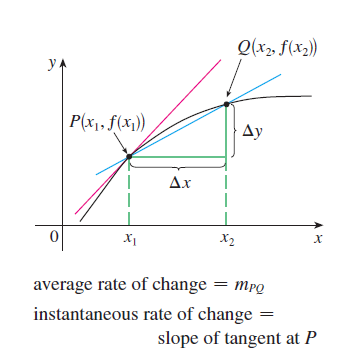 Q(x₂, f(x₂))
y
P(x₁, f(x₁))
Δy
Δx
0
x₁
x₂
x
average rate of change = m_PQ
instantaneous rate of change =
slope of tangent at P